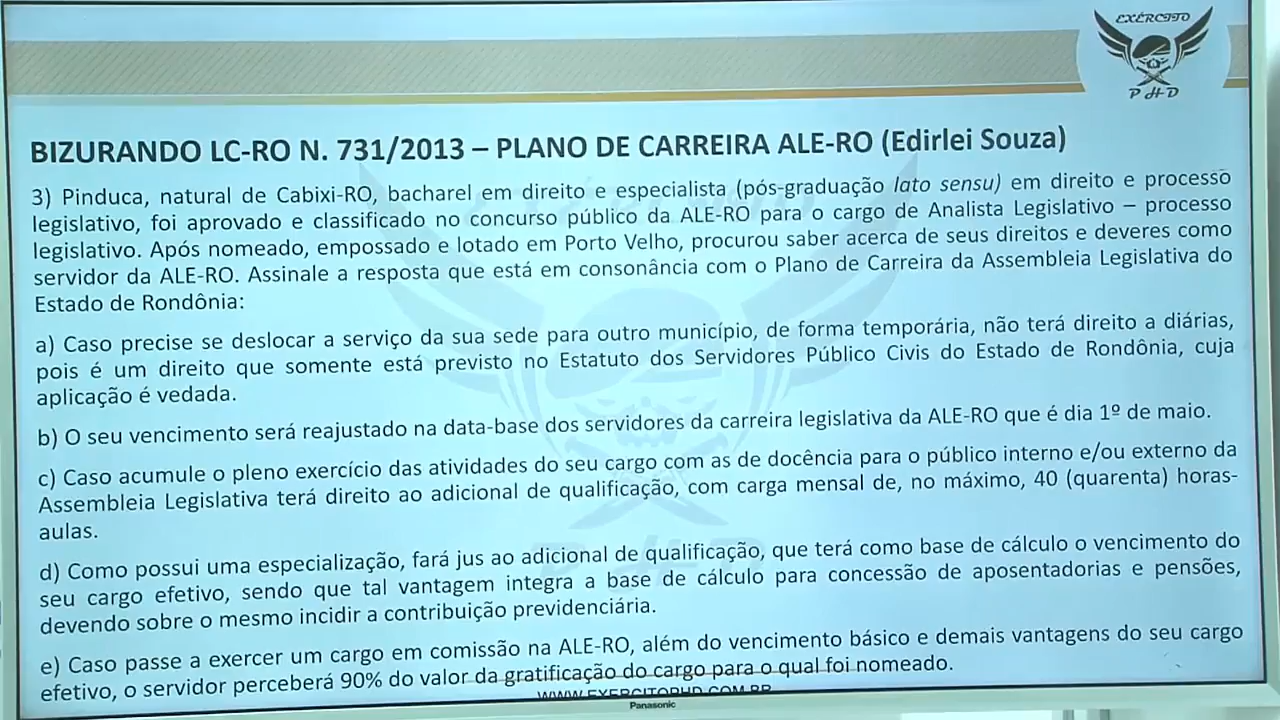 EXÉRCITO
PHD
BIZURANDO LC-RO N. 731/2013 – PLANO DE CARREIRA ALE-RO (Edirlei Souza)
3) Pinduca, natural de Cabixi-RO, bacharel em direito e especialista (pós-graduação lato sensu) em direito e processo
legislativo, foi aprovado e classificado no concurso público da ALE-RO para o cargo de Analista Legislativo – processo
legislativo. Após nomeado, empossado e lotado em Porto Velho, procurou saber acerca de seus direitos e deveres como
servidor da ALE-RO. Assinale a resposta que está em consonância com o Plano de Carreira da Assembleia Legislativa do
Estado de Rondônia:
a) Caso precise se deslocar a serviço da sua sede para outro município, de forma temporária, não terá direito a diárias,
pois é um direito que somente está previsto no Estatuto dos Servidores Público Civis do Estado de Rondônia, cuja
aplicação é vedada.
b) O seu vencimento será reajustado na data-base dos servidores da carreira legislativa da ALE-RO que é dia 1º de maio.
c) Caso acumule o pleno exercício das atividades do seu cargo com as de docência para o público interno e/ou externo da
Assembleia Legislativa terá direito ao adicional de qualificação, com carga mensal de, no máximo, 40 (quarenta) horas-
aulas.
d) Como possui uma especialização, fará jus ao adicional de qualificação, que terá como base de cálculo o vencimento do
seu cargo efetivo, sendo que tal vantagem integra a base de cálculo para concessão de aposentadorias e pensões,
devendo sobre o mesmo incidir a contribuição previdenciária.
e) Caso passe a exercer um cargo em comissão na ALE-RO, além do vencimento básico e demais vantagens do seu cargo
efetivo, o servidor perceberá 90% do valor da gratificação do cargo para o qual foi nomeado.
WWW.EXERCITOPHD.COM.BR
Panasonic